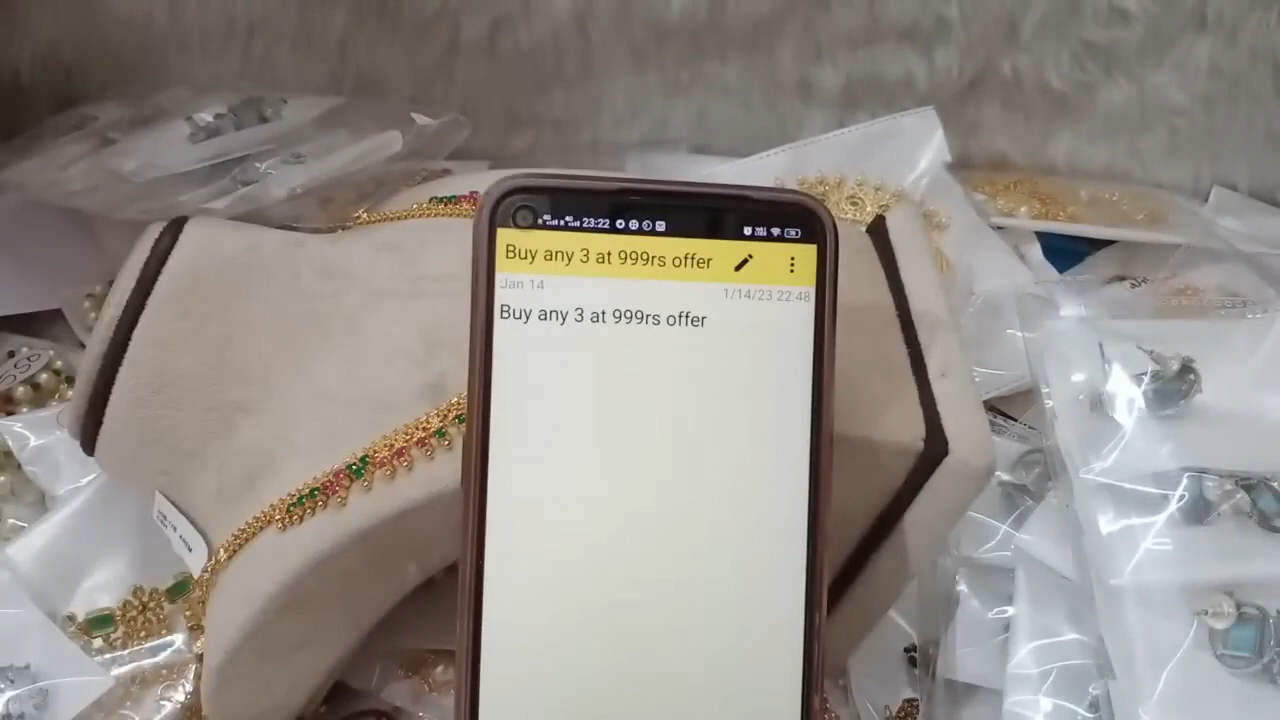 23:22
Buy any 3 at 999rs offer
Jan 14
1/14/23 22:48
Buy any 3 at 999rs offer